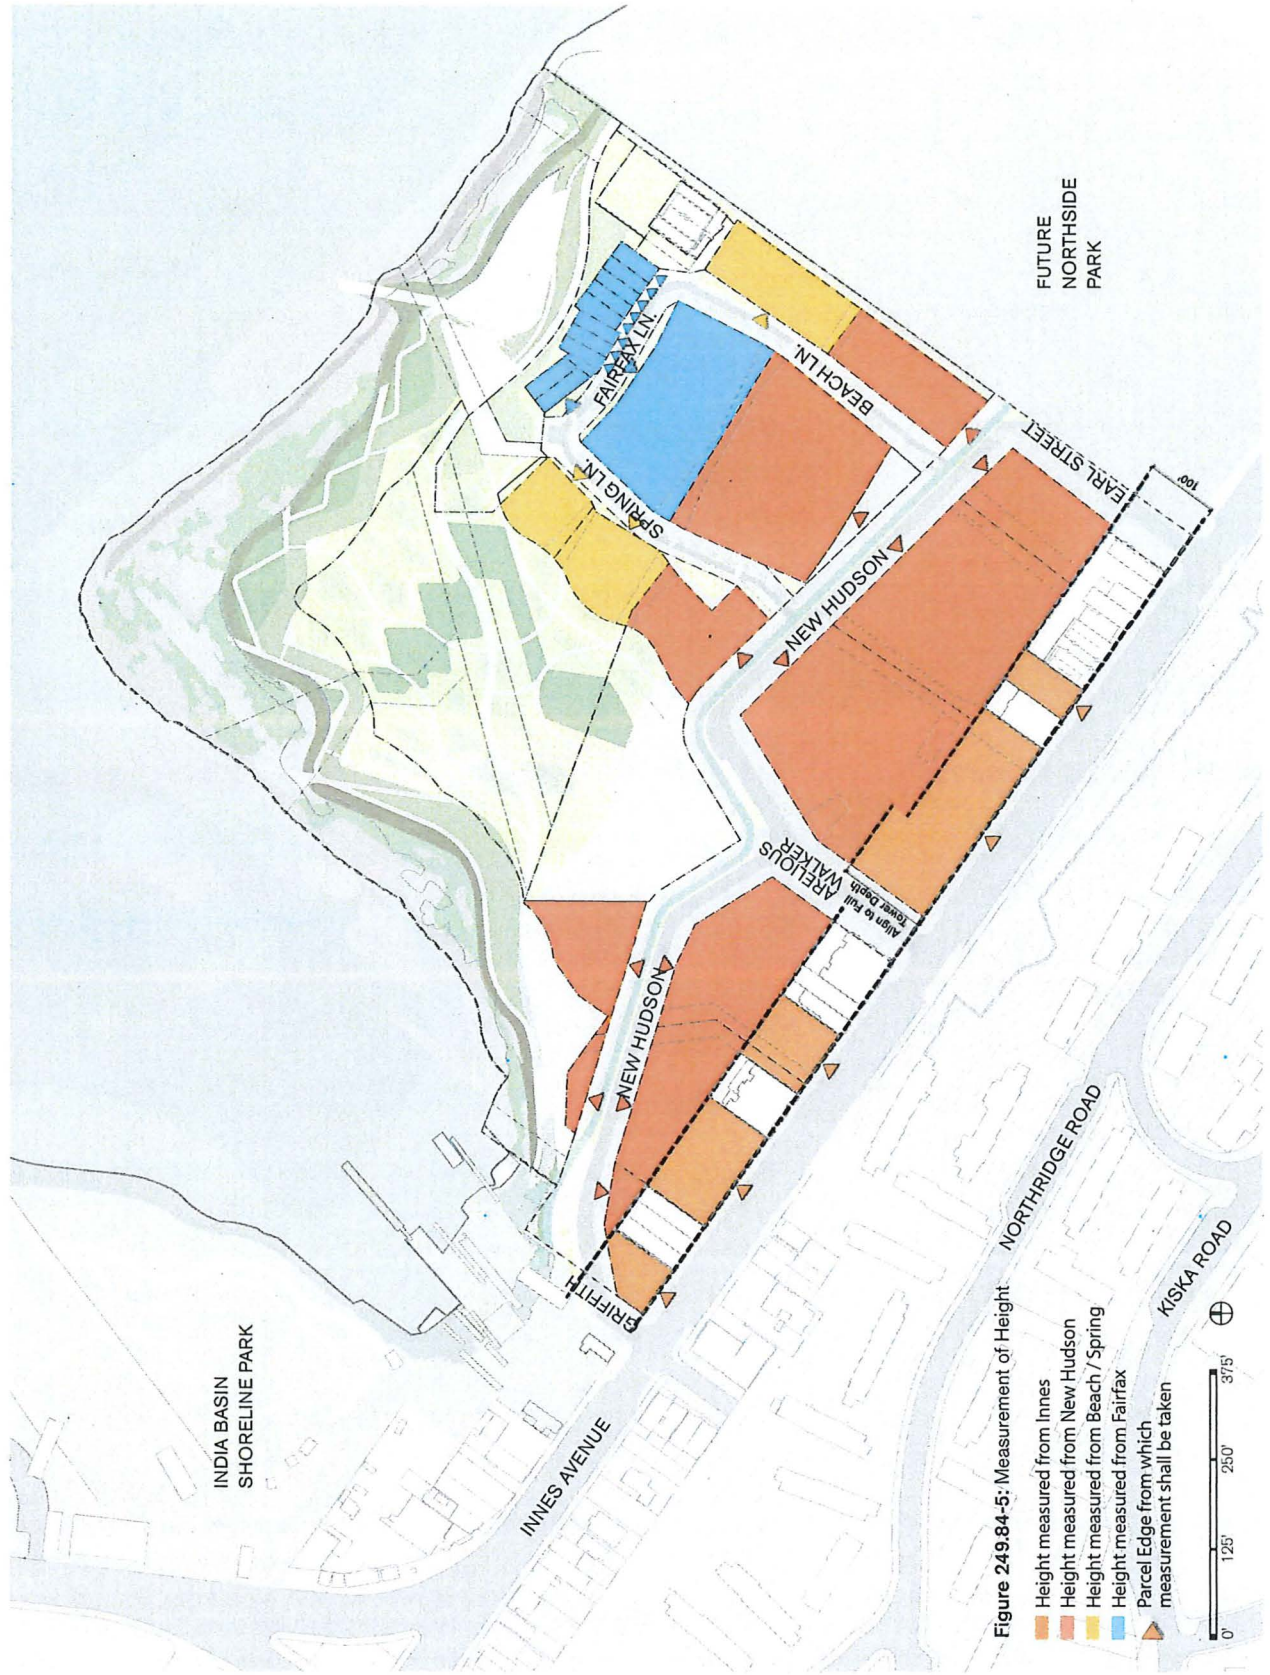 INDIA BASIN
SHORELINE PARK
FUTURE
NORTHSIDE
PARK
FAIRFAX LN.
SPRING LN.
BEACH LN.
NEW HUDSON
EARL STREET
100'
ARELIOUS
WALKER
Align to Full
Tower Depth
NEW HUDSON
GRIFFITH
INNES AVENUE
NORTHRIDGE ROAD
KISKA ROAD
Figure 249.84-5: Measurement of Height
Height measured from Innes
Height measured from New Hudson
Height measured from Beach / Spring
Height measured from Fairfax
Parcel Edge from which
measurement shall be taken
0' 125' 250' 375'